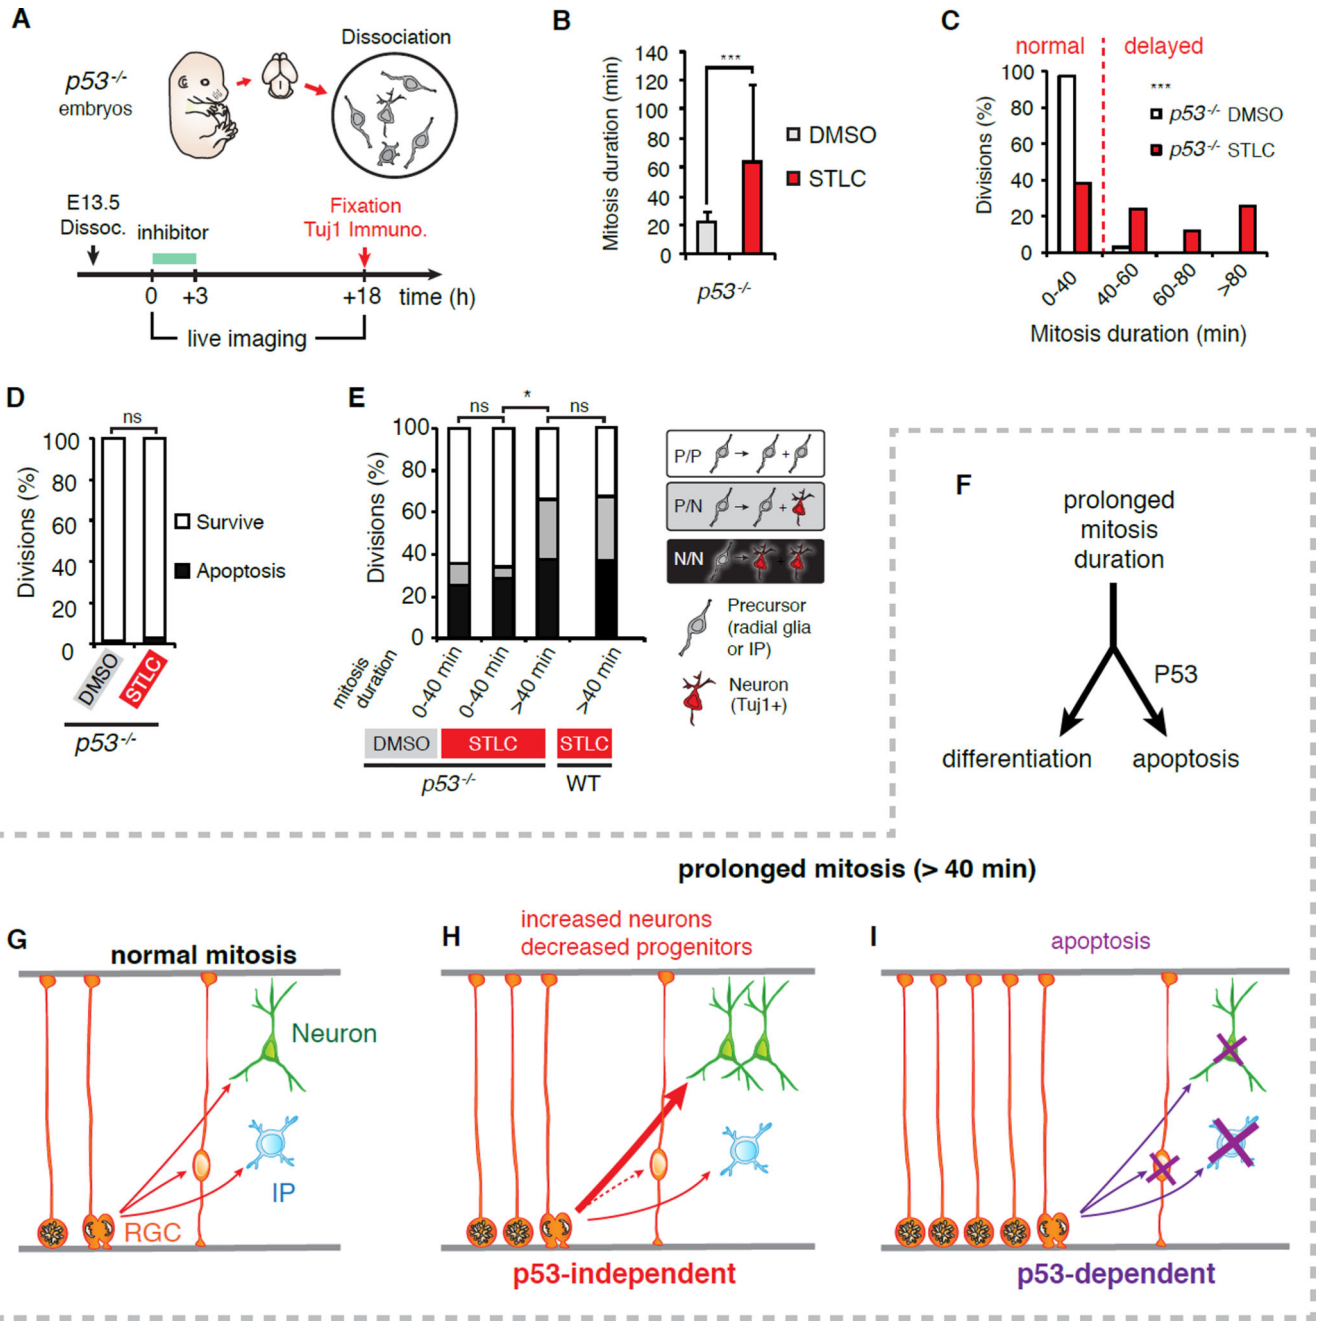 A
p53-/-
embryos
Dissociation
E13.5
Dissoc.
inhibitor
Fixation
Tuj1 Immuno.
0
+3
+18
time (h)
live imaging
B
Mitosis duration (min)
140
120
100
80
60
40
20
0
***
DMSO
STLC
p53-/-
C
normal
delayed
Divisions (%)
100
80
60
40
20
0
***
p53-/- DMSO
p53-/- STLC
0-40
40-60
60-80
>80
Mitosis duration (min)
D
ns
Divisions (%)
100
80
60
40
20
0
Survive
Apoptosis
DMSO
STLC
p53-/-
E
ns
*
ns
Divisions (%)
100
80
60
40
20
0
mitosis
duration
0-40 min
0-40 min
>40 min
>40 min
DMSO
STLC
STLC
p53-/-
WT
P/P
+
P/N
+
N/N
Precursor
(radial glia
or IP)
Neuron
(Tuj1+)
F
prolonged
mitosis
duration
P53
differentiation
apoptosis
prolonged mitosis (> 40 min)
G
normal mitosis
Neuron
IP
RGC
H
increased neurons
decreased progenitors
p53-independent
I
apoptosis
p53-dependent